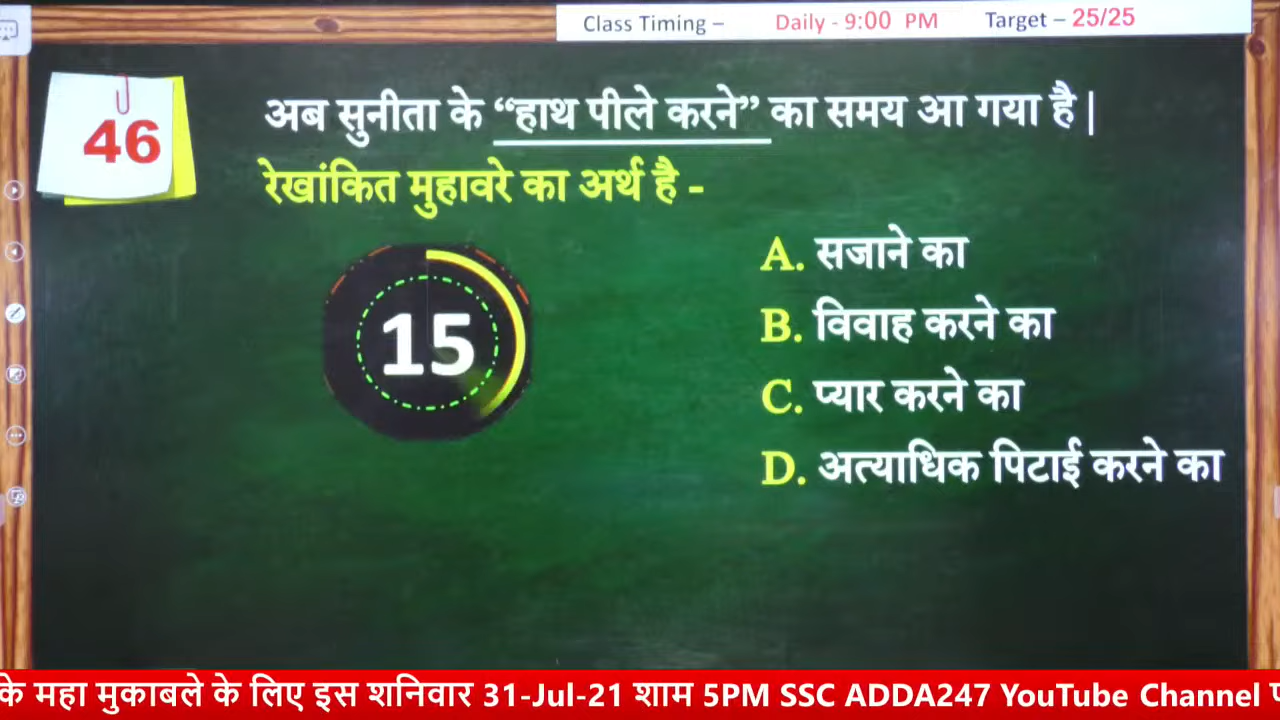 Class Timing – Daily - 9:00 PM Target – 25/25
46
अब सुनीता के “हाथ पीले करने” का समय आ गया है |
रेखांकित मुहावरे का अर्थ है -
15
A. सजाने का
B. विवाह करने का
C. प्यार करने का
D. अत्याधिक पिटाई करने का
के महा मुकाबले के लिए इस शनिवार 31-Jul-21 शाम 5PM SSC ADDA247 YouTube Channel